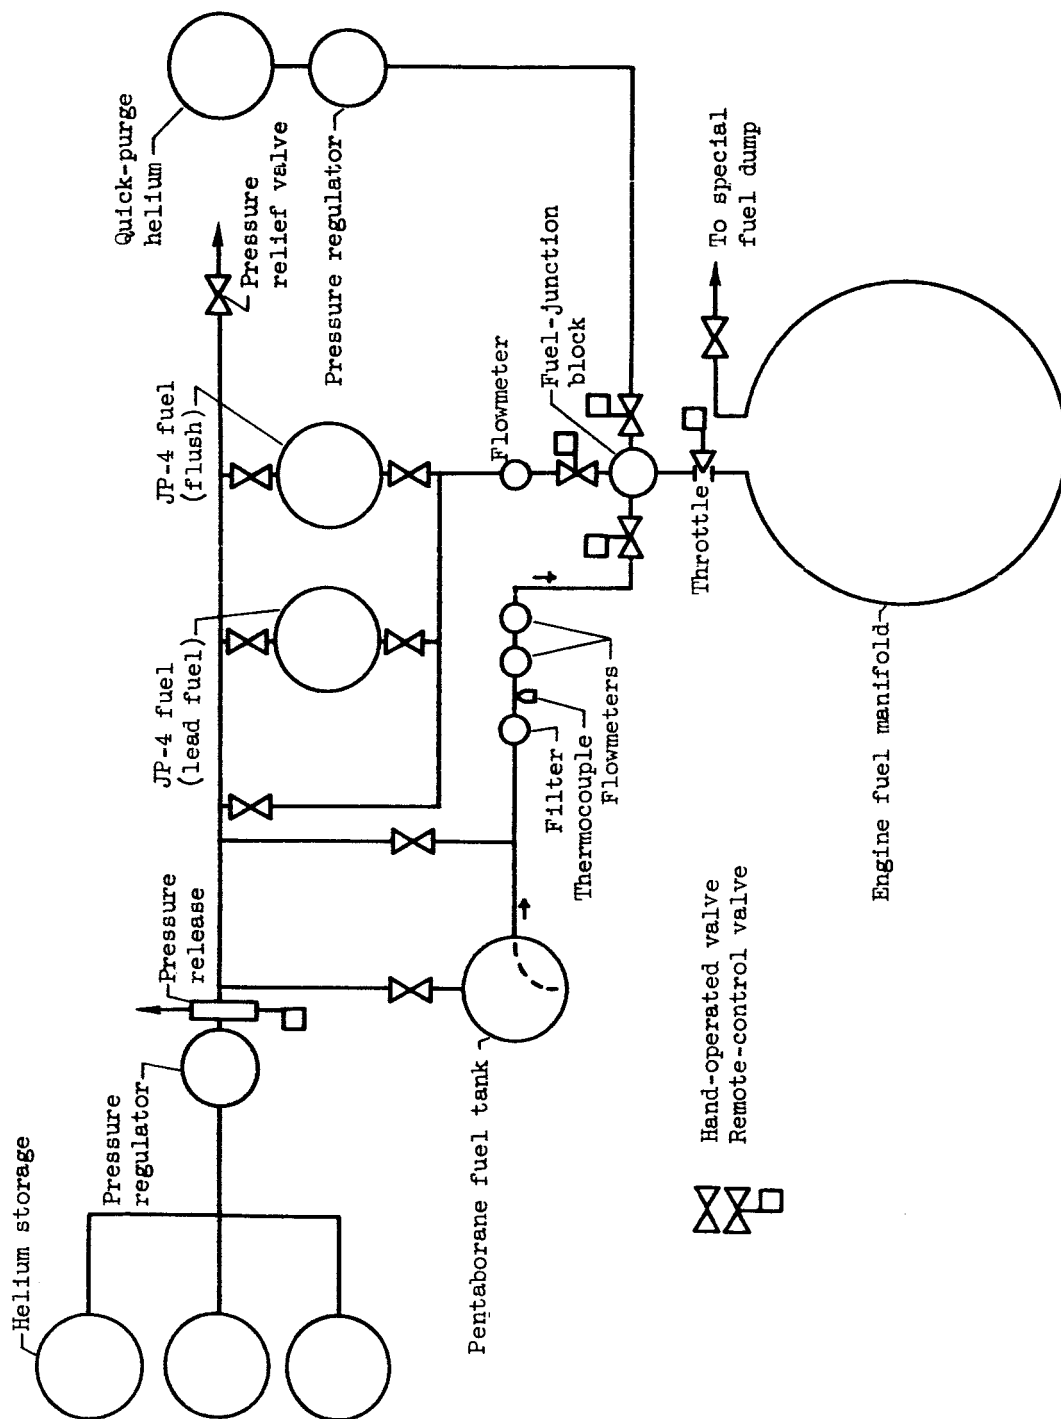 Helium storage
Pressure
regulator
Pressure
release
JP-4 fuel
(lead fuel)
JP-4 fuel
(flush)
Pressure
relief valve
Quick-purge
helium
Pressure regulator
Pentaborane fuel tank
Filter
Thermocouple
Flowmeters
Flowmeter
Fuel-junction
block
Throttle
To special
fuel dump
Engine fuel manifold
Hand-operated valve
Remote-control valve